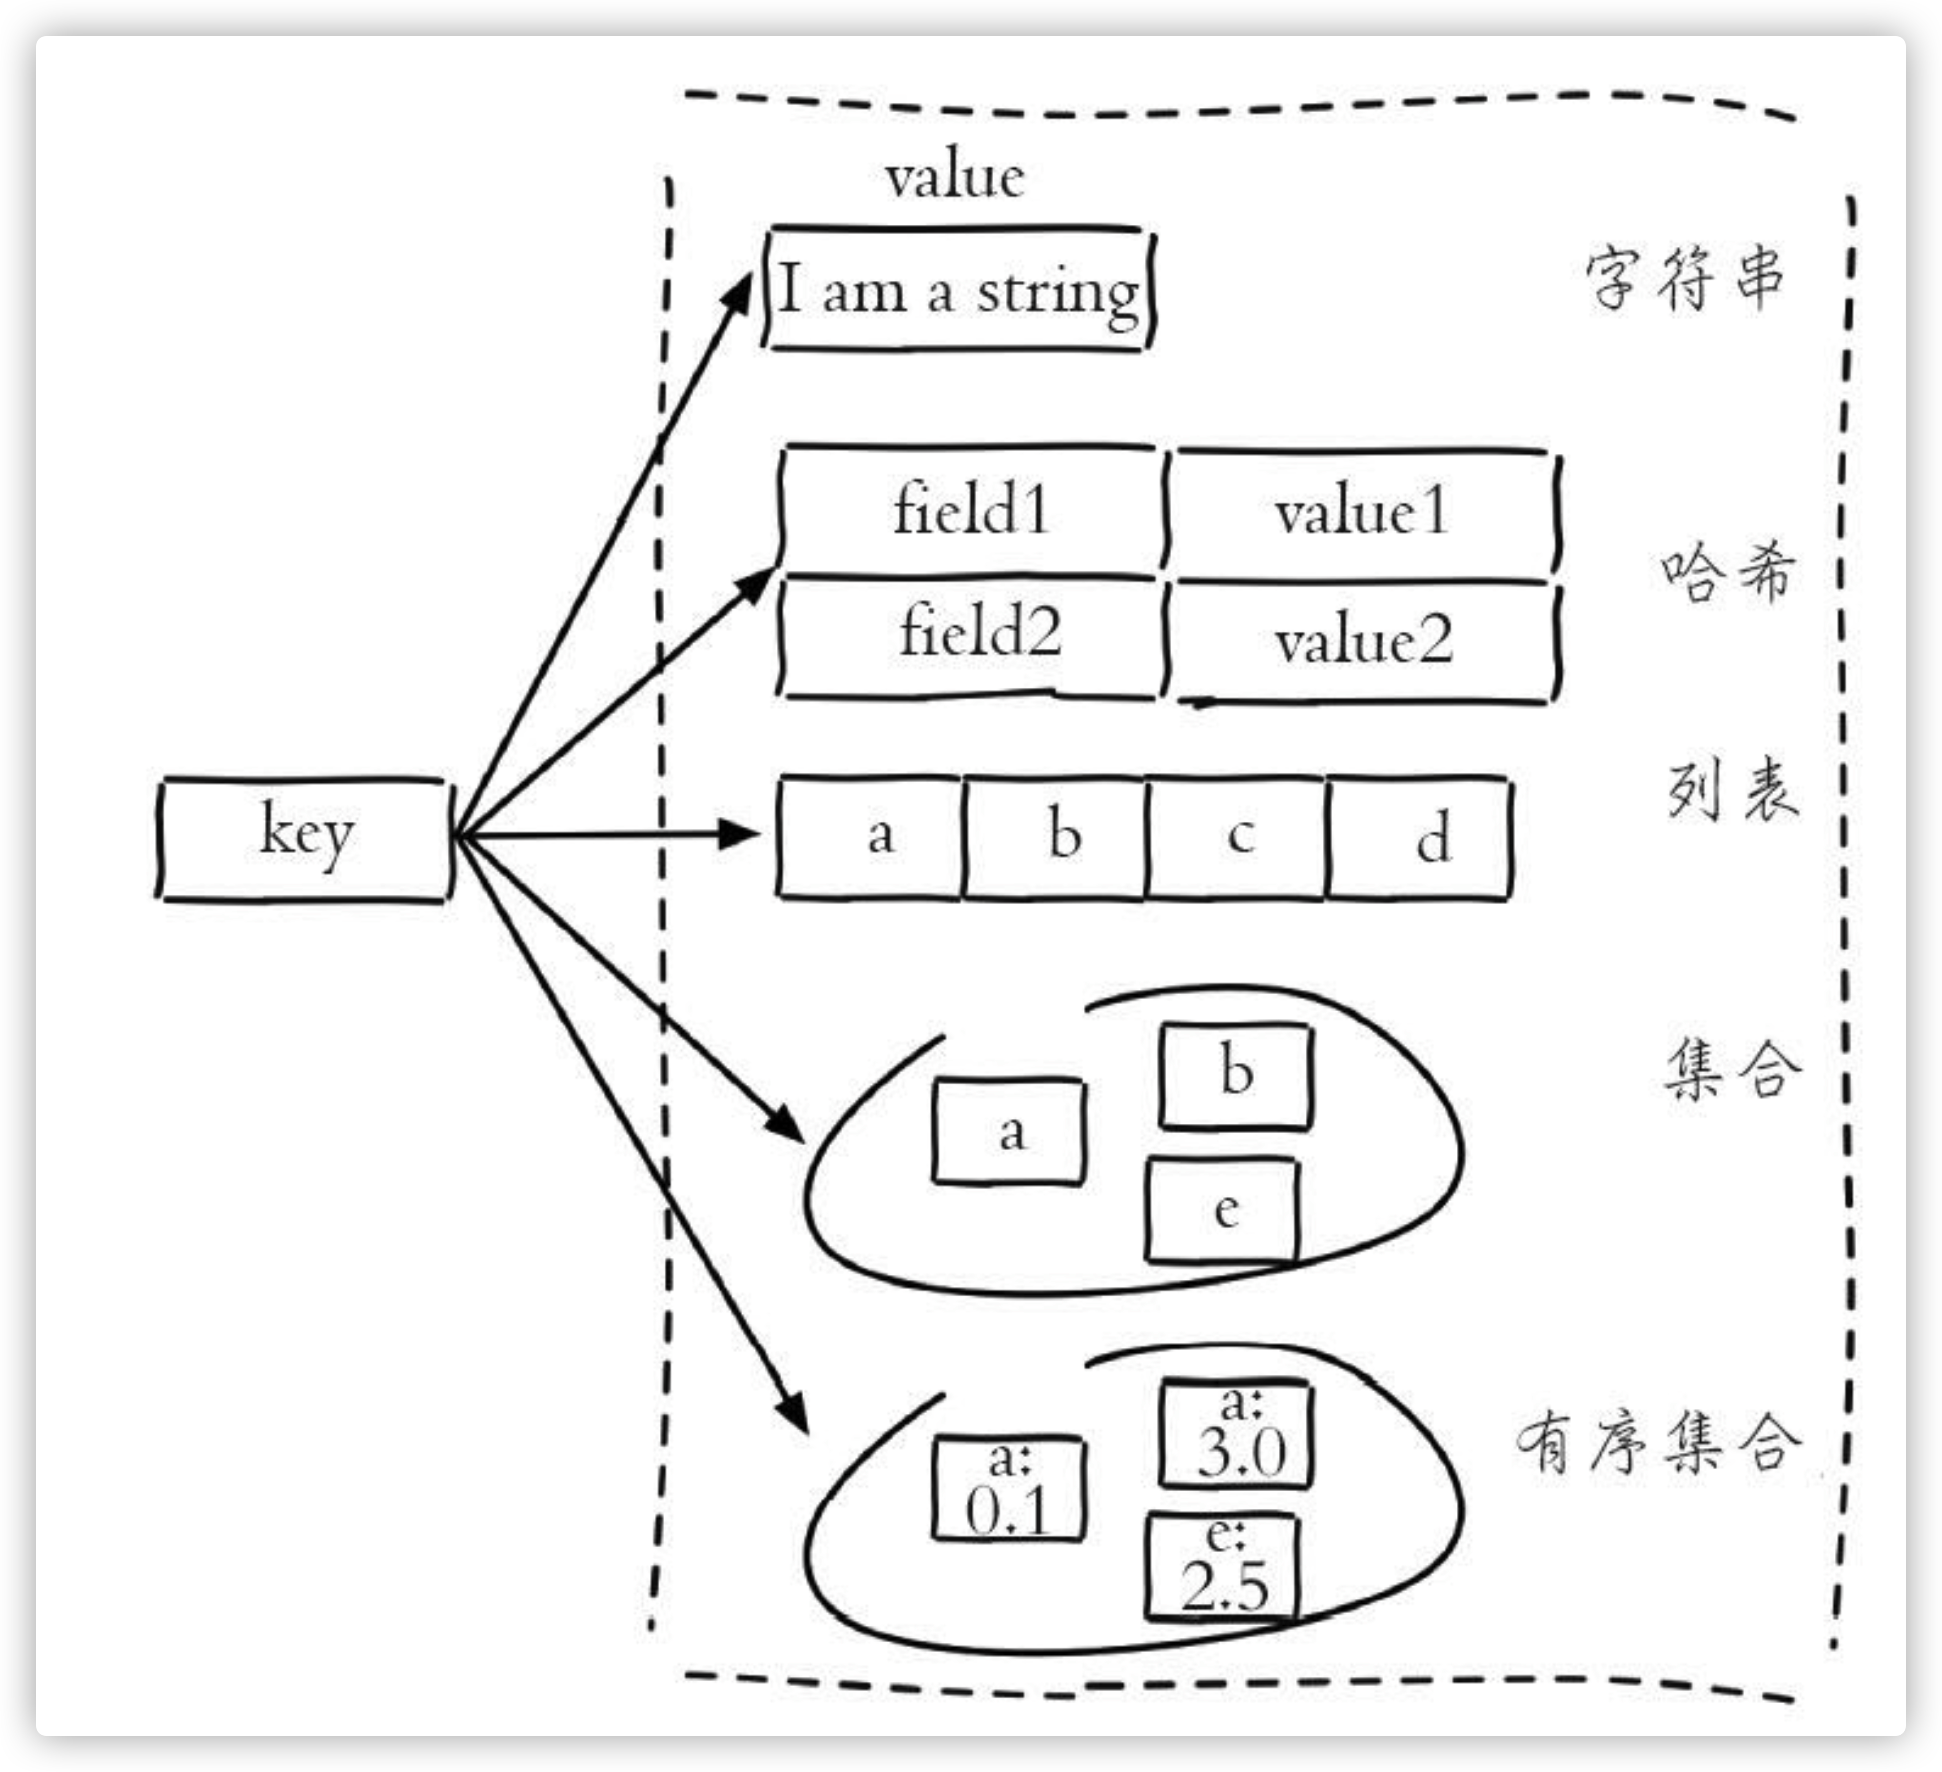 value
I am a string
字符串
field1
value1
哈希
field2
value2
列表
key
a
b
c
d
集合
b
a
e
有序集合
a:
3.0
a:
0.1
e:
2.5